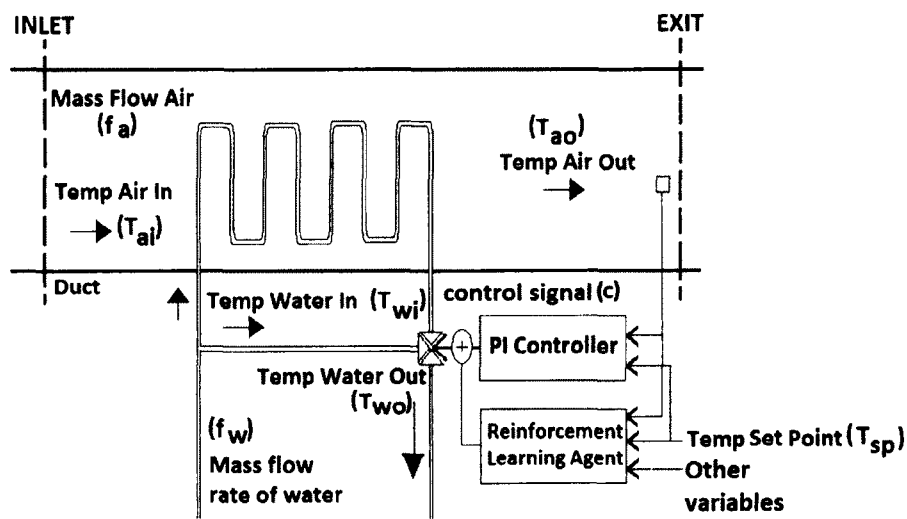 INLET
EXIT
Mass Flow Air
(fa)
(Tao)
Temp Air Out
Temp Air In
(Tai)
Duct
Temp Water In (Twi)
control signal (c)
PI Controller
+
Temp Water Out
(Two)
(fw)
Mass flow
rate of water
Reinforcement
Learning Agent
Temp Set Point (Tsp)
Other
variables